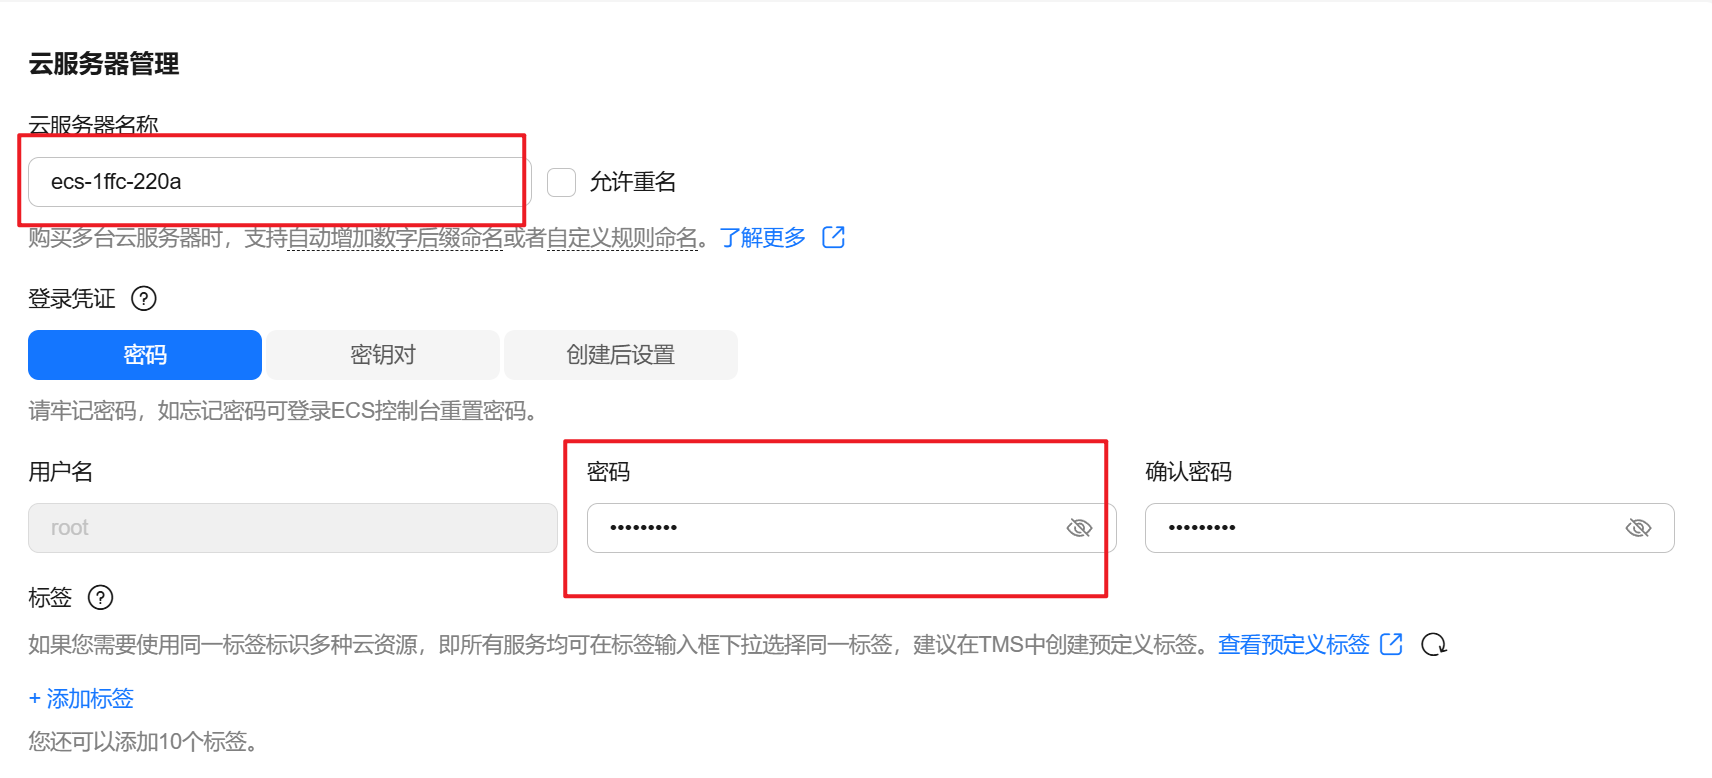 云服务器管理
云服务器名称
ecs-1ffc-220a
允许重名
购买多台云服务器时，支持自动增加数字后缀命名或者自定义规则命名。了解更多
登录凭证
密码 密钥对 创建后设置
请牢记密码，如忘记密码可登录ECS控制台重置密码。
用户名 密码 确认密码
root ••••••••• •••••••••
标签
如果您需要使用同一标签标识多种云资源，即所有服务均可在标签输入框下拉选择同一标签，建议在TMS中创建预定义标签。查看预定义标签
+ 添加标签
您还可以添加10个标签。